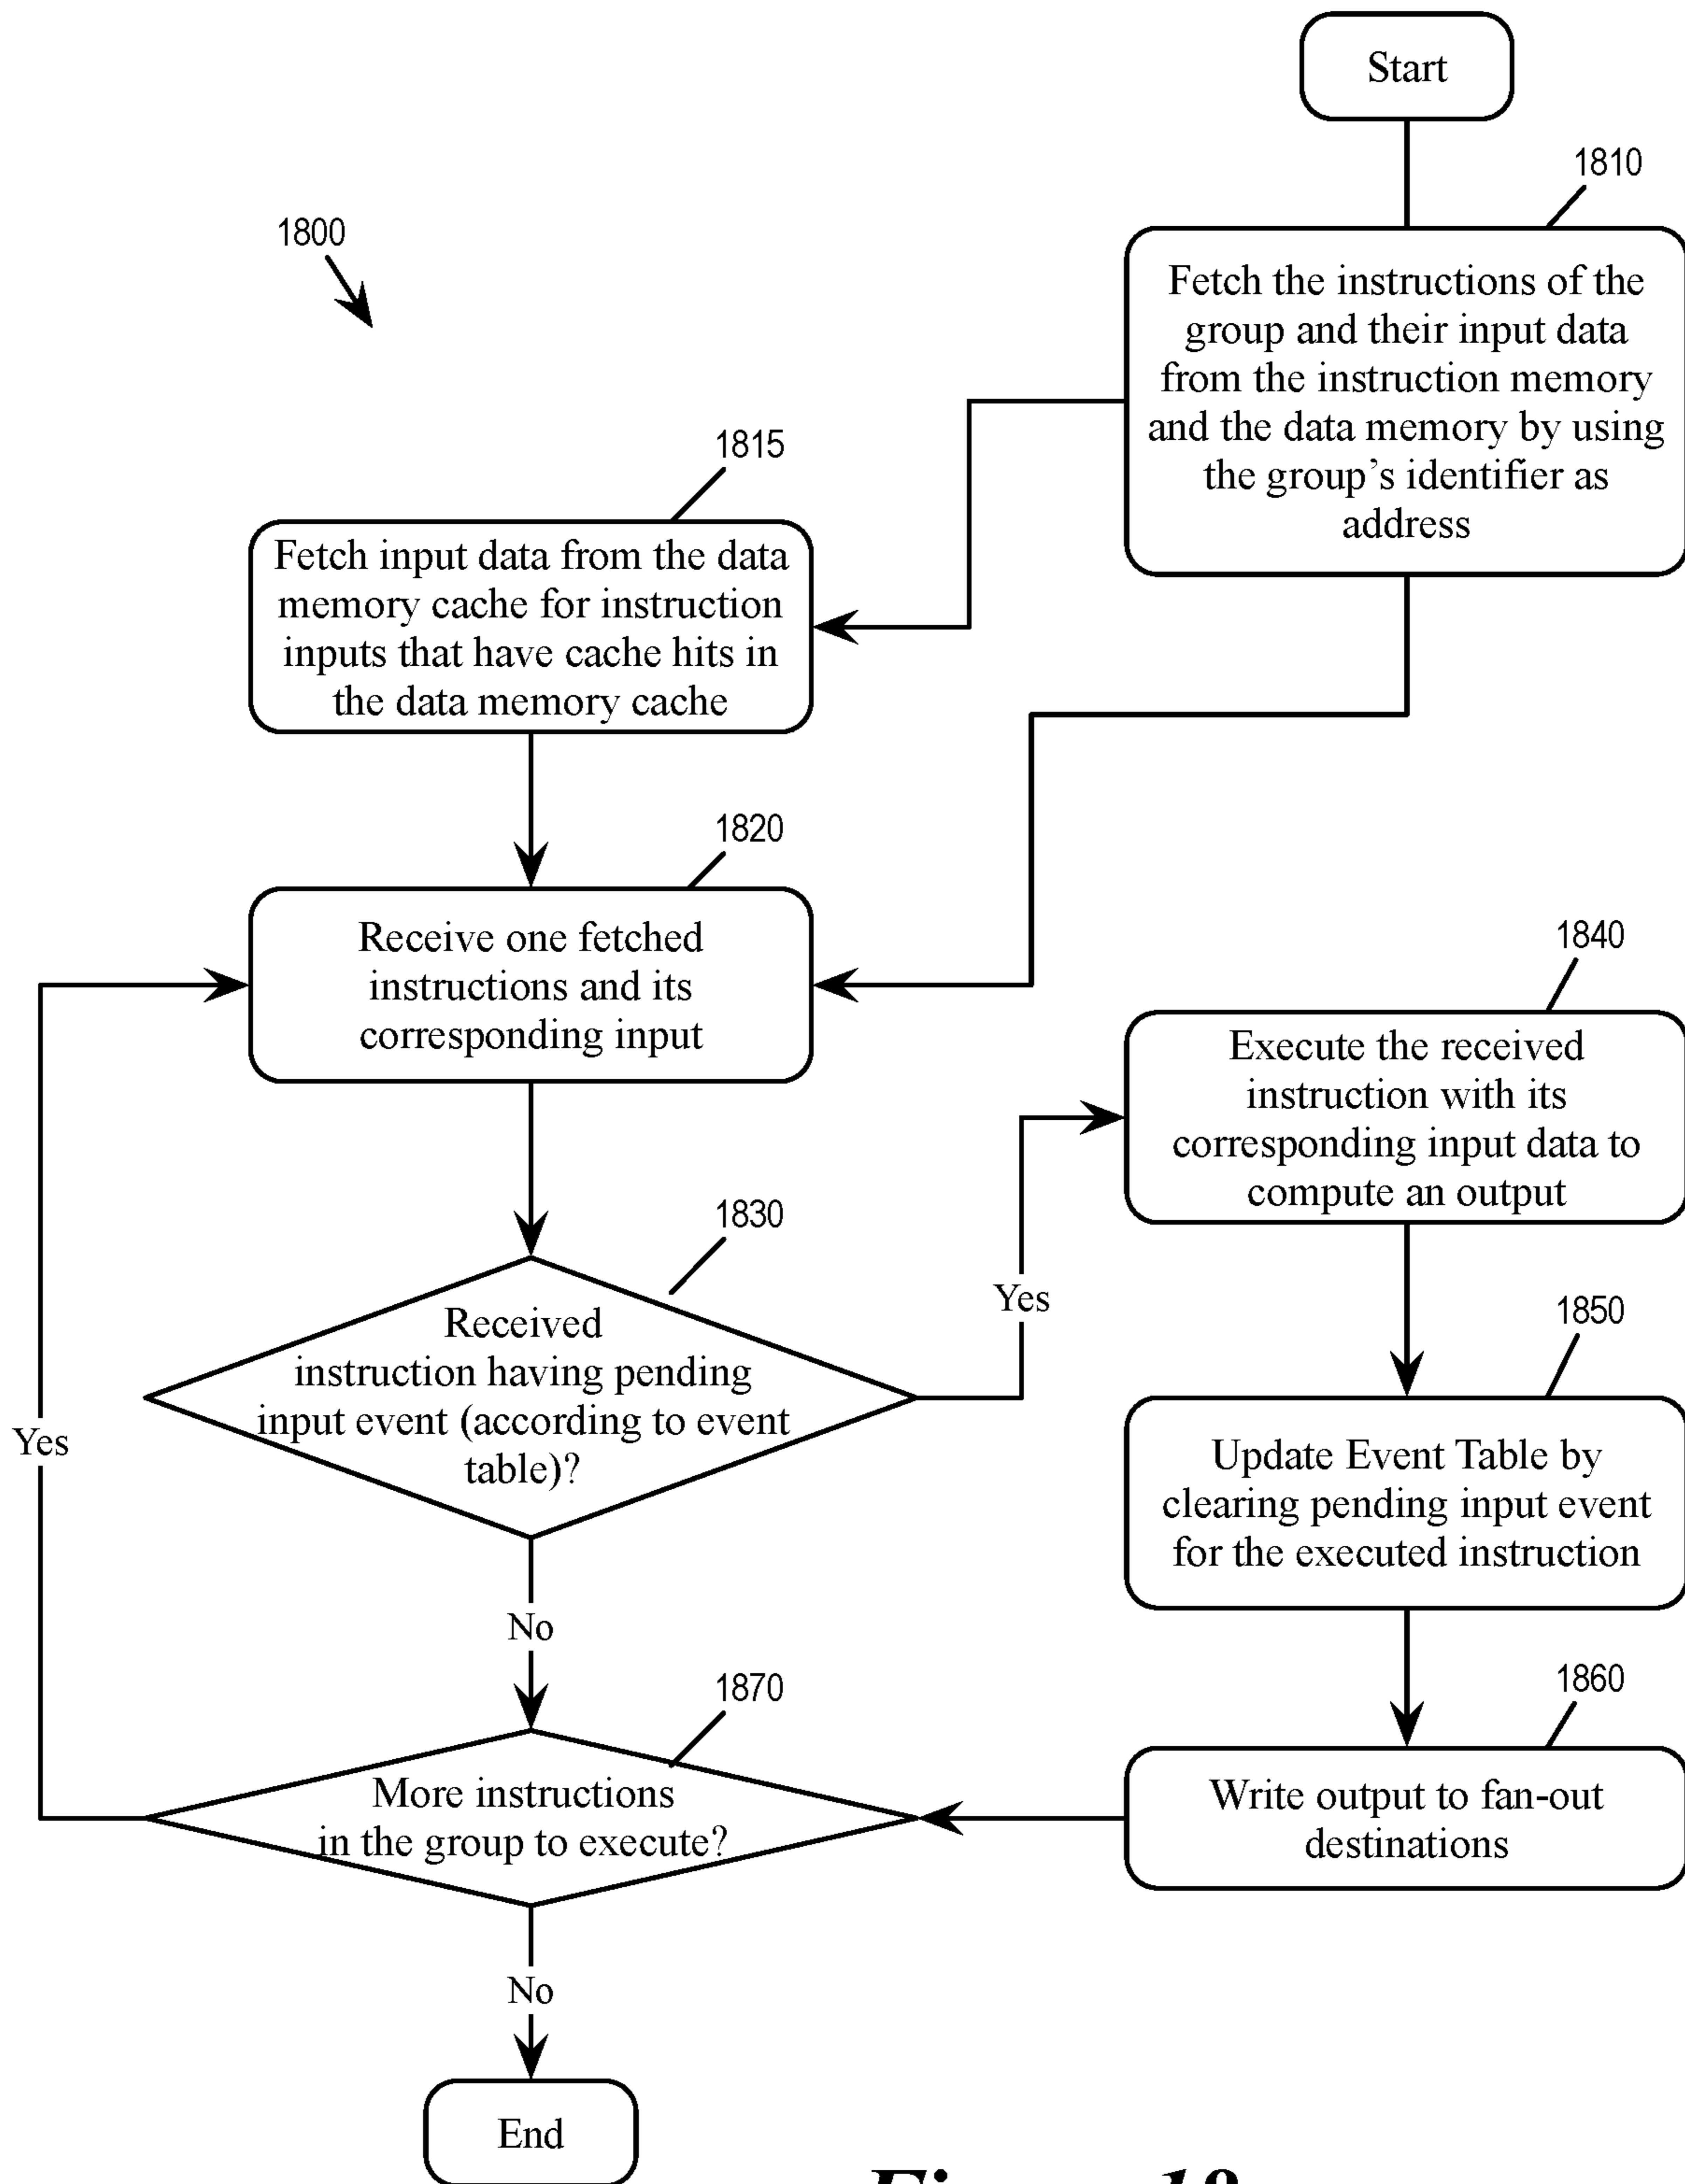 Start
1810
1800
Fetch the instructions of the
group and their input data
from the instruction memory
and the data memory by using
the group's identifier as
address
1815
Fetch input data from the data
memory cache for instruction
inputs that have cache hits in
the data memory cache
1820
Receive one fetched
instructions and its
corresponding input
1840
Execute the received
instruction with its
corresponding input data to
compute an output
1830
Received
instruction having pending
input event (according to event
table)?
Yes
1850
Update Event Table by
clearing pending input event
for the executed instruction
Yes
No
1870
More instructions
in the group to execute?
1860
Write output to fan-out
destinations
No
End